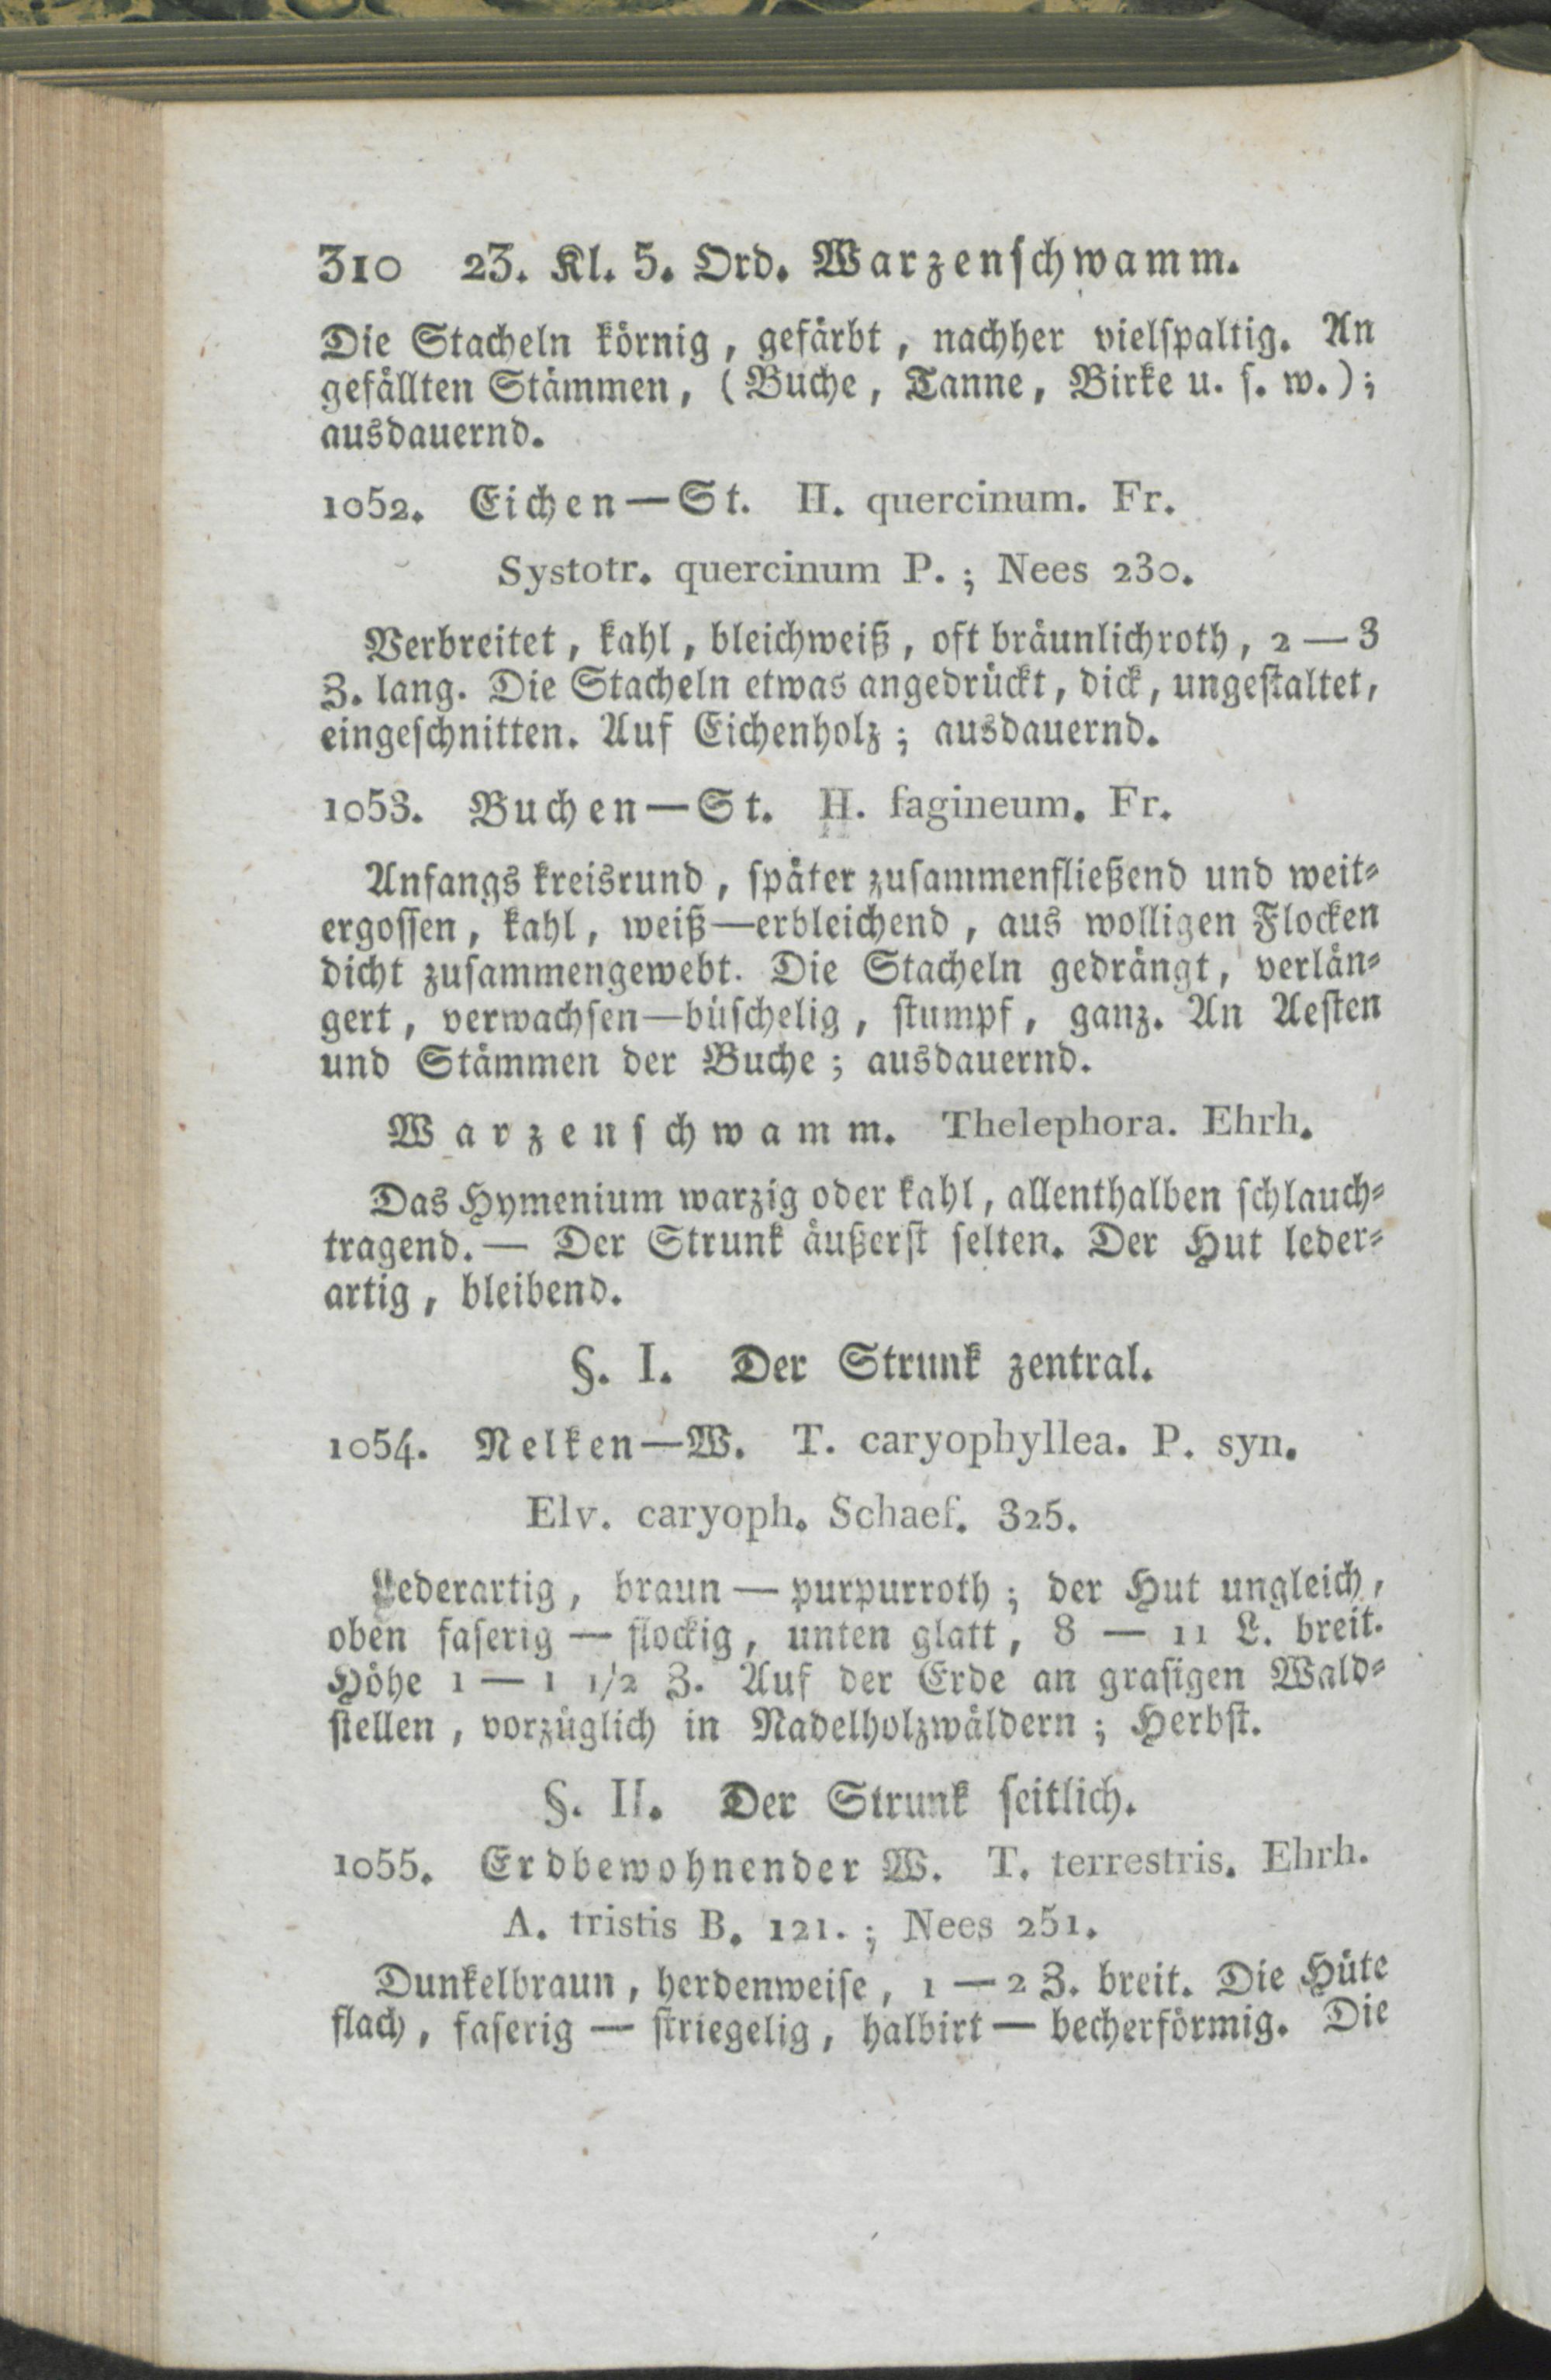 310 23. Kl. 5. Ord. Warzenschwamm.
Die Stacheln körnig, gefärbt, nachher vielspaltig. An
gefällten Stämmen, (Buche, Tanne, Birke u. s. w.);
ausdauernd.
1052. Eichen—St. H. quercinum. Fr.
Systotr. quercinum P.; Nees 230.
Verbreitet, kahl, bleichweiß, oft bräunlichroth, 2—3
Z. lang. Die Stacheln etwas angedrückt, dick, ungestaltet,
eingeschnitten. Auf Eichenholz; ausdauernd.
1053. Buchen—St. H. fagineum. Fr.
Anfangs kreisrund, später zusammenfließend und weit-
ergossen, kahl, weiß—erbleichend, aus wolligen Flocken
dicht zusammengewebt. Die Stacheln gedrängt, verlän-
gert, verwachsen—büschelig, stumpf, ganz. An Aesten
und Stämmen der Buche; ausdauernd.
Warzenschwamm. Thelephora. Ehrh.
Das Hymenium warzig oder kahl, allenthalben schlauch-
tragend.— Der Strunk äußerst selten. Der Hut leder-
artig, bleibend.
§. I. Der Strunk zentral.
1054. Nelken—W. T. caryophyllea. P. syn.
Elv. caryoph. Schaef. 325.
Lederartig, braun — purpurroth; der Hut ungleich,
oben faserig — flockig, unten glatt, 8 — 11 L. breit.
Höhe 1 — 1 1/2 Z. Auf der Erde an grasigen Wald-
stellen, vorzüglich in Nadelholzwäldern; Herbst.
§. II. Der Strunk seitlich.
1055. Erdbewohnender W. T. terrestris. Ehrh.
A. tristis B. 121.; Nees 251.
Dunkelbraun, herdenweise, 1 — 2 Z. breit. Die Hüte
flach, faserig — striegelig, halbirt — becherförmig. Die